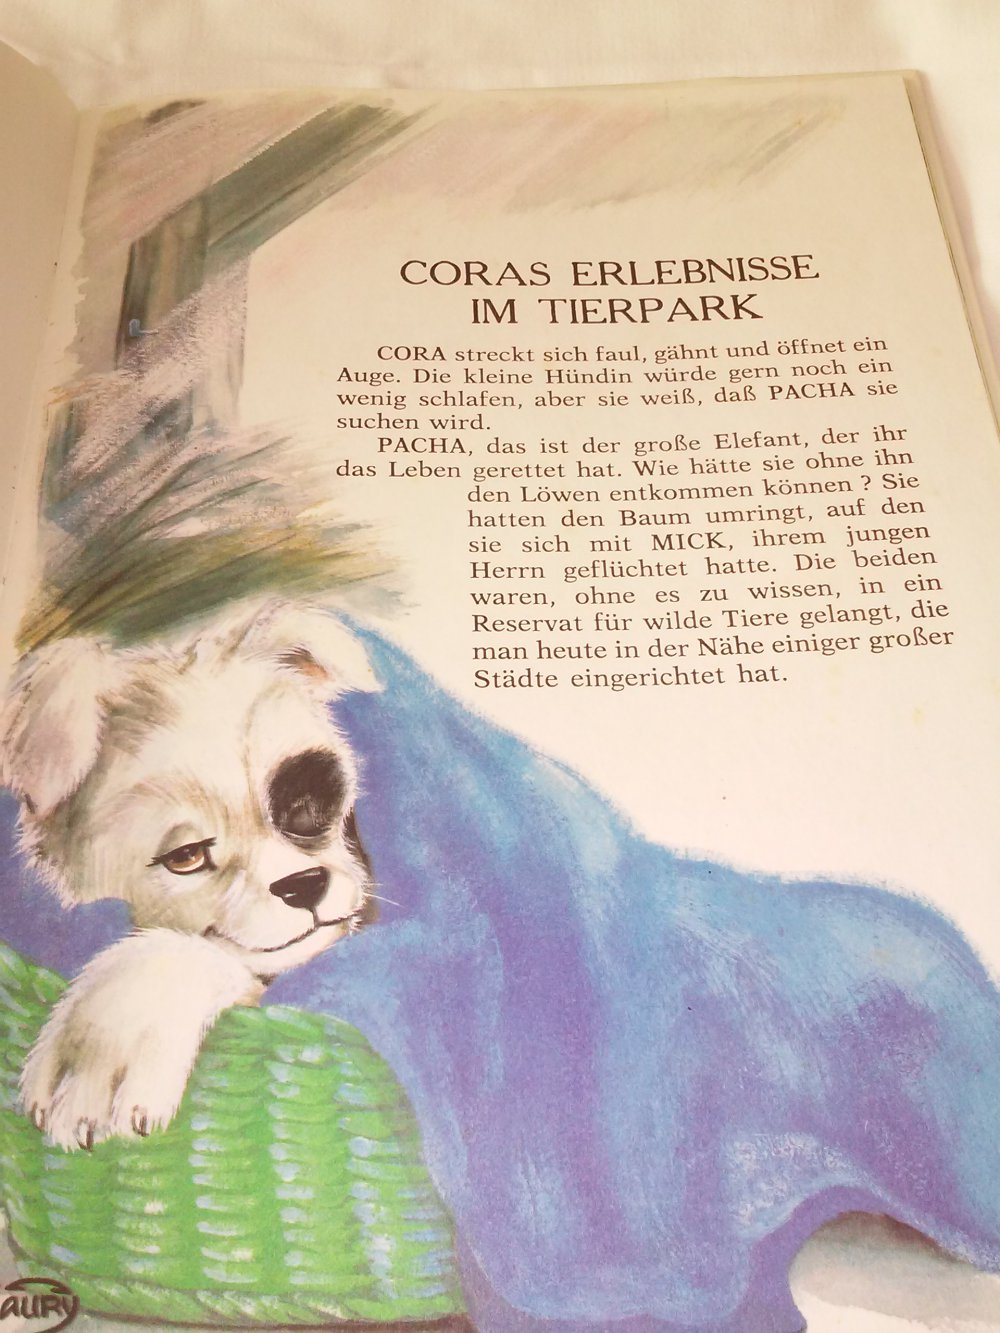 CORAS ERLEBNISSE
IM TIERPARK
CORA streckt sich faul, gähnt und öffnet ein
Auge. Die kleine Hündin würde gern noch ein
wenig schlafen, aber sie weiß, daß PACHA sie
suchen wird.
PACHA, das ist der große Elefant, der ihr
das Leben gerettet hat. Wie hätte sie ohne ihn
den Löwen entkommen können ? Sie
hatten den Baum umringt, auf den
sie sich mit MICK, ihrem jungen
Herrn geflüchtet hatte. Die beiden
waren, ohne es zu wissen, in ein
Reservat für wilde Tiere gelangt, die
man heute in der Nähe einiger großer
Städte eingerichtet hat.
AURY